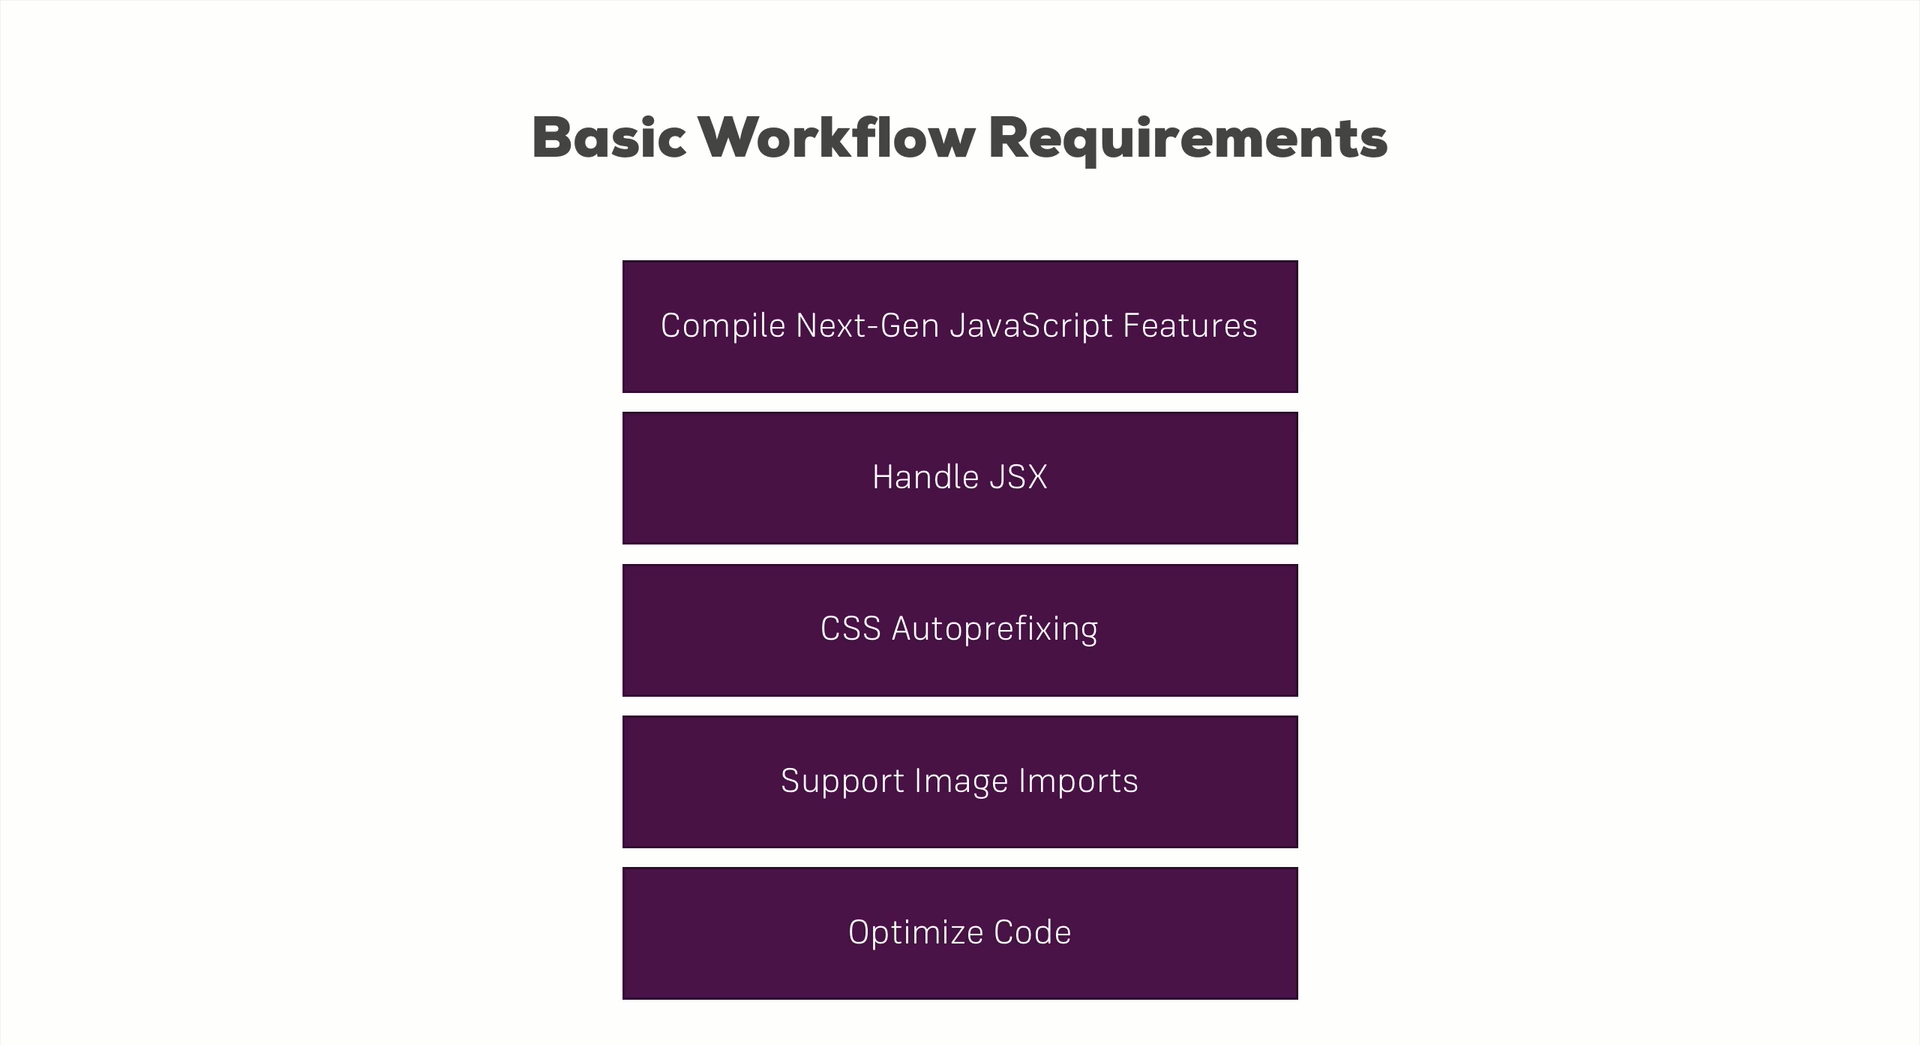 Basic Workflow Requirements
Compile Next-Gen JavaScript Features
Handle JSX
CSS Autoprefixing
Support Image Imports
Optimize Code